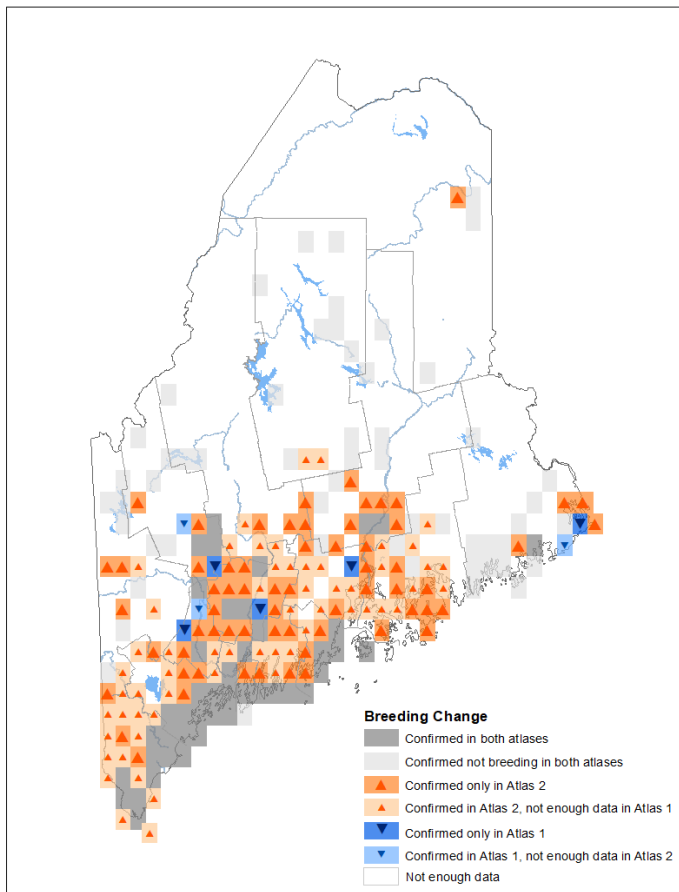 Breeding Change
Confirmed in both atlases
Confirmed not breeding in both atlases
Confirmed only in Atlas 2
Confirmed in Atlas 2, not enough data in Atlas 1
Confirmed only in Atlas 1
Confirmed in Atlas 1, not enough data in Atlas 2
Not enough data